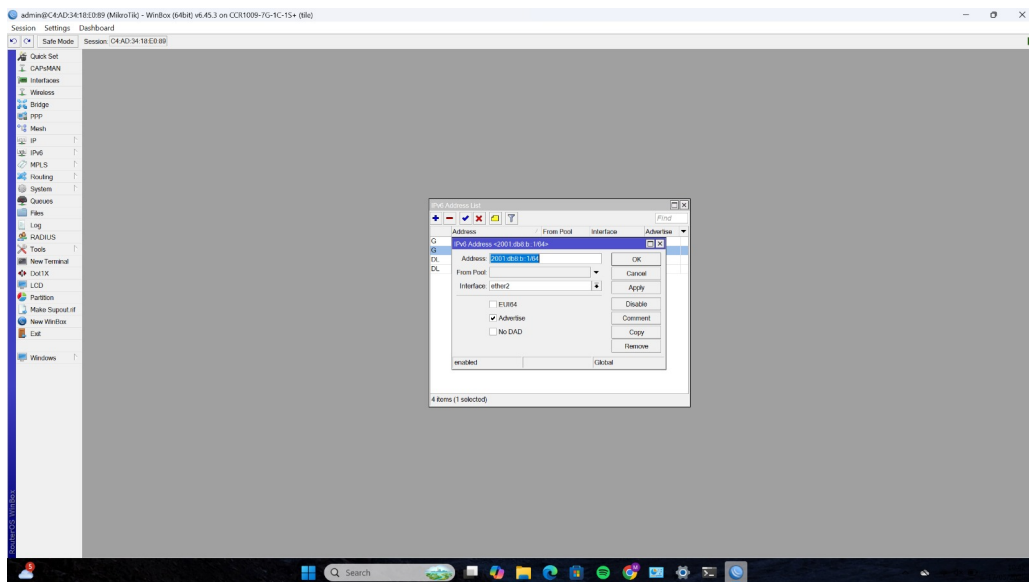 admin@C4:AD:34:18:E0:89 (MikroTik) - WinBox (64bit) v6.45.3 on CCR1009-7G-1C-1S+ (tile)
Session Settings Dashboard
Safe Mode Session: C4:AD:34:18:E0:89
Quick Set
CAPsMAN
Interfaces
Wireless
Bridge
PPP
Mesh
IP
IPv6
MPLS
Routing
System
Queues
Files
Log
RADIUS
Tools
New Terminal
Dot1X
LCD
Partition
Make Supout.rif
New WinBox
Exit
Windows
RouterOS WinBox
IPv6 Address List
Find
Address From Pool Interface Advertise
G
G
DL
DL
IPv6 Address <2001:db8:b::1/64>
Address: 2001:db8:b::1/64
From Pool:
Interface: ether2
EUI64
Advertise
No DAD
OK
Cancel
Apply
Disable
Comment
Copy
Remove
enabled Global
4 items (1 selected)
5
Search